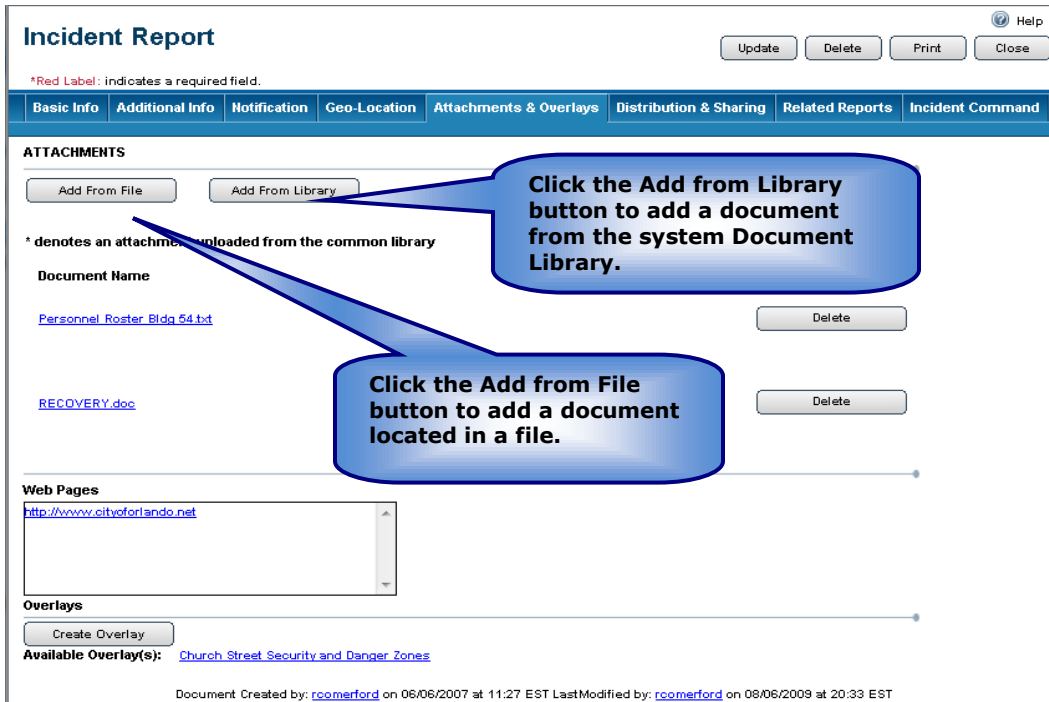 Help
Incident Report
Update Delete Print Close
*Red Label: indicates a required field.
Basic Info Additional Info Notification Geo-Location Attachments & Overlays Distribution & Sharing Related Reports Incident Command
ATTACHMENTS
Add From File Add From Library
Click the Add from Library
button to add a document
from the system Document
Library.
* denotes an attachment uploaded from the common library
Document Name
Personnel Roster Bldg 54.txt Delete
Click the Add from File
button to add a document
located in a file.
RECOVERY.doc Delete
Web Pages
http://www.cityoforlando.net
Overlays
Create Overlay
Available Overlay(s): Church Street Security and Danger Zones
Document Created by: rcomerford on 06/06/2007 at 11:27 EST LastModified by: rcomerford on 08/06/2009 at 20:33 EST